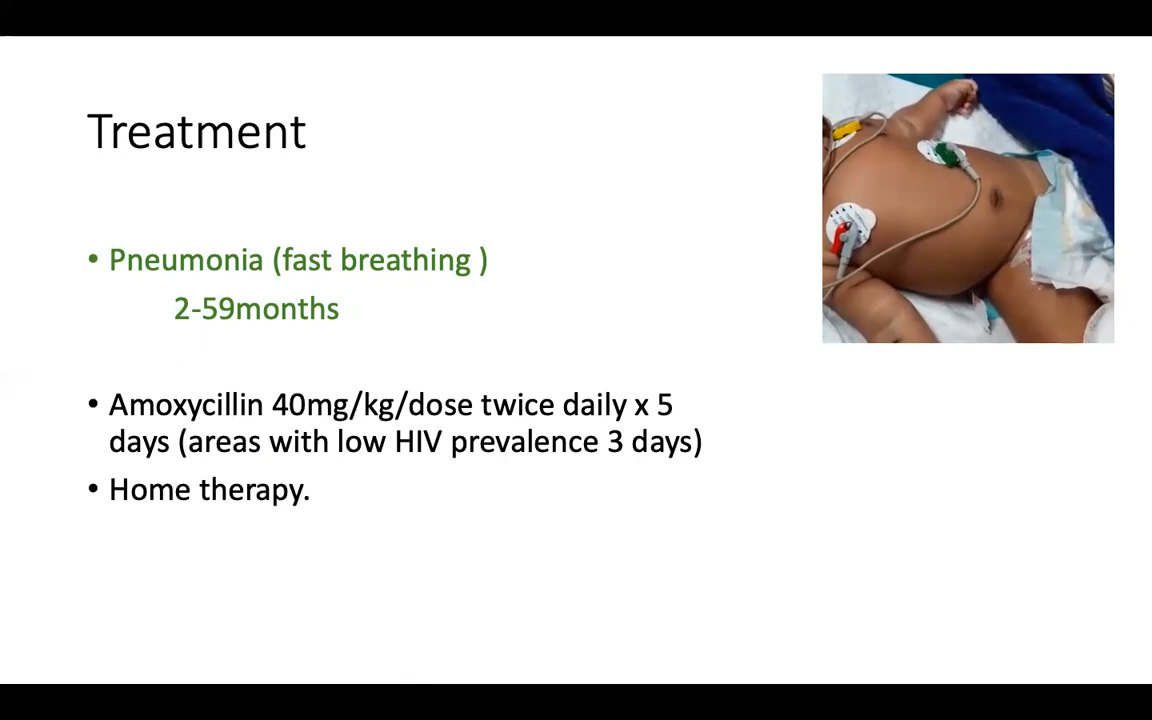 Treatment
• Pneumonia (fast breathing )
2-59months
• Amoxycillin 40mg/kg/dose twice daily x 5
days (areas with low HIV prevalence 3 days)
• Home therapy.